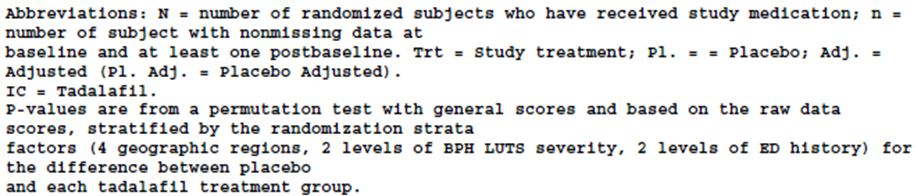 Abbreviations: N = number of randomized subjects who have received study medication; n =
number of subject with nonmissing data at
baseline and at least one postbaseline. Trt = Study treatment; Pl. = = Placebo; Adj. =
Adjusted (Pl. Adj. = Placebo Adjusted).
IC = Tadalafil.
P-values are from a permutation test with general scores and based on the raw data
scores, stratified by the randomization strata
factors (4 geographic regions, 2 levels of BPH LUTS severity, 2 levels of ED history) for
the difference between placebo
and each tadalafil treatment group.